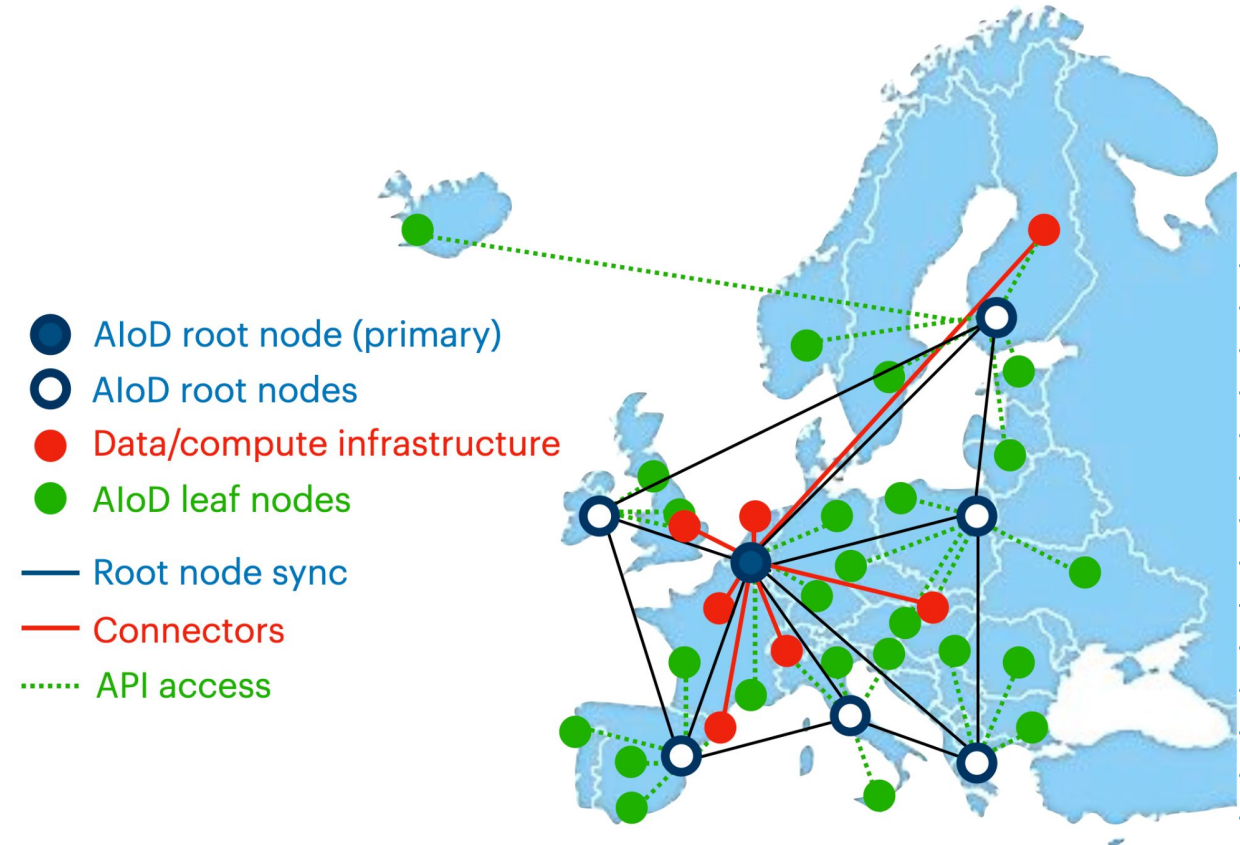 AIoD root node (primary)
AIoD root nodes
Data/compute infrastructure
AIoD leaf nodes
Root node sync
Connectors
API access